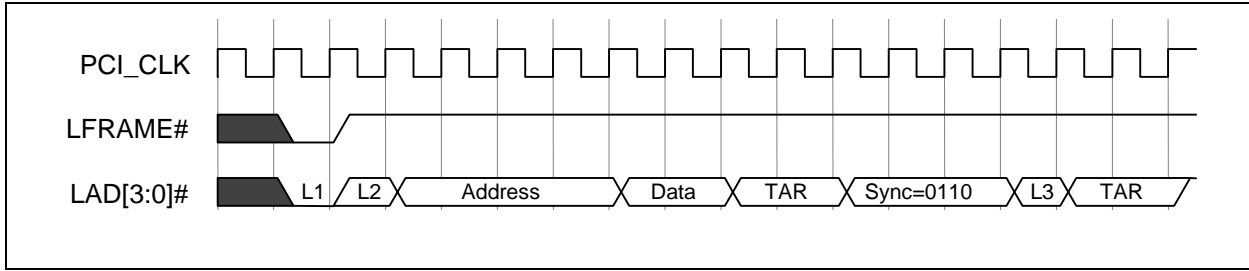 PCI_CLK
LFRAME#
LAD[3:0]# L1 L2 Address Data TAR Sync=0110 L3 TAR